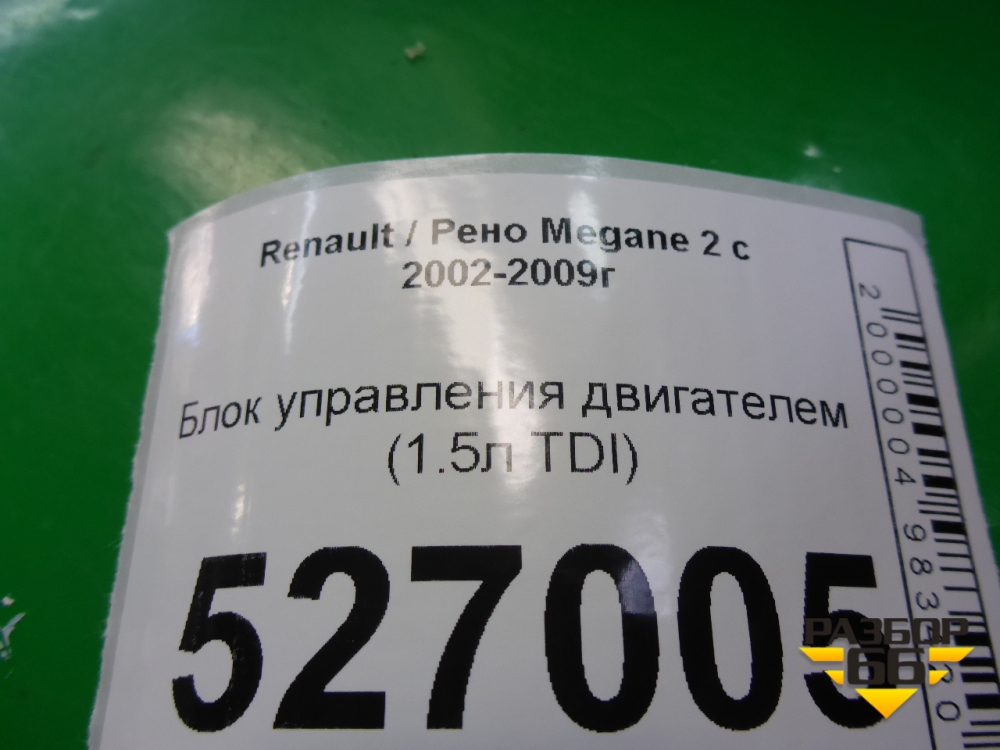 Renault / Рено Megane 2 с
2002-2009г
Блок управления двигателем
(1.5л TDI)
527005
РАЗБОР
66